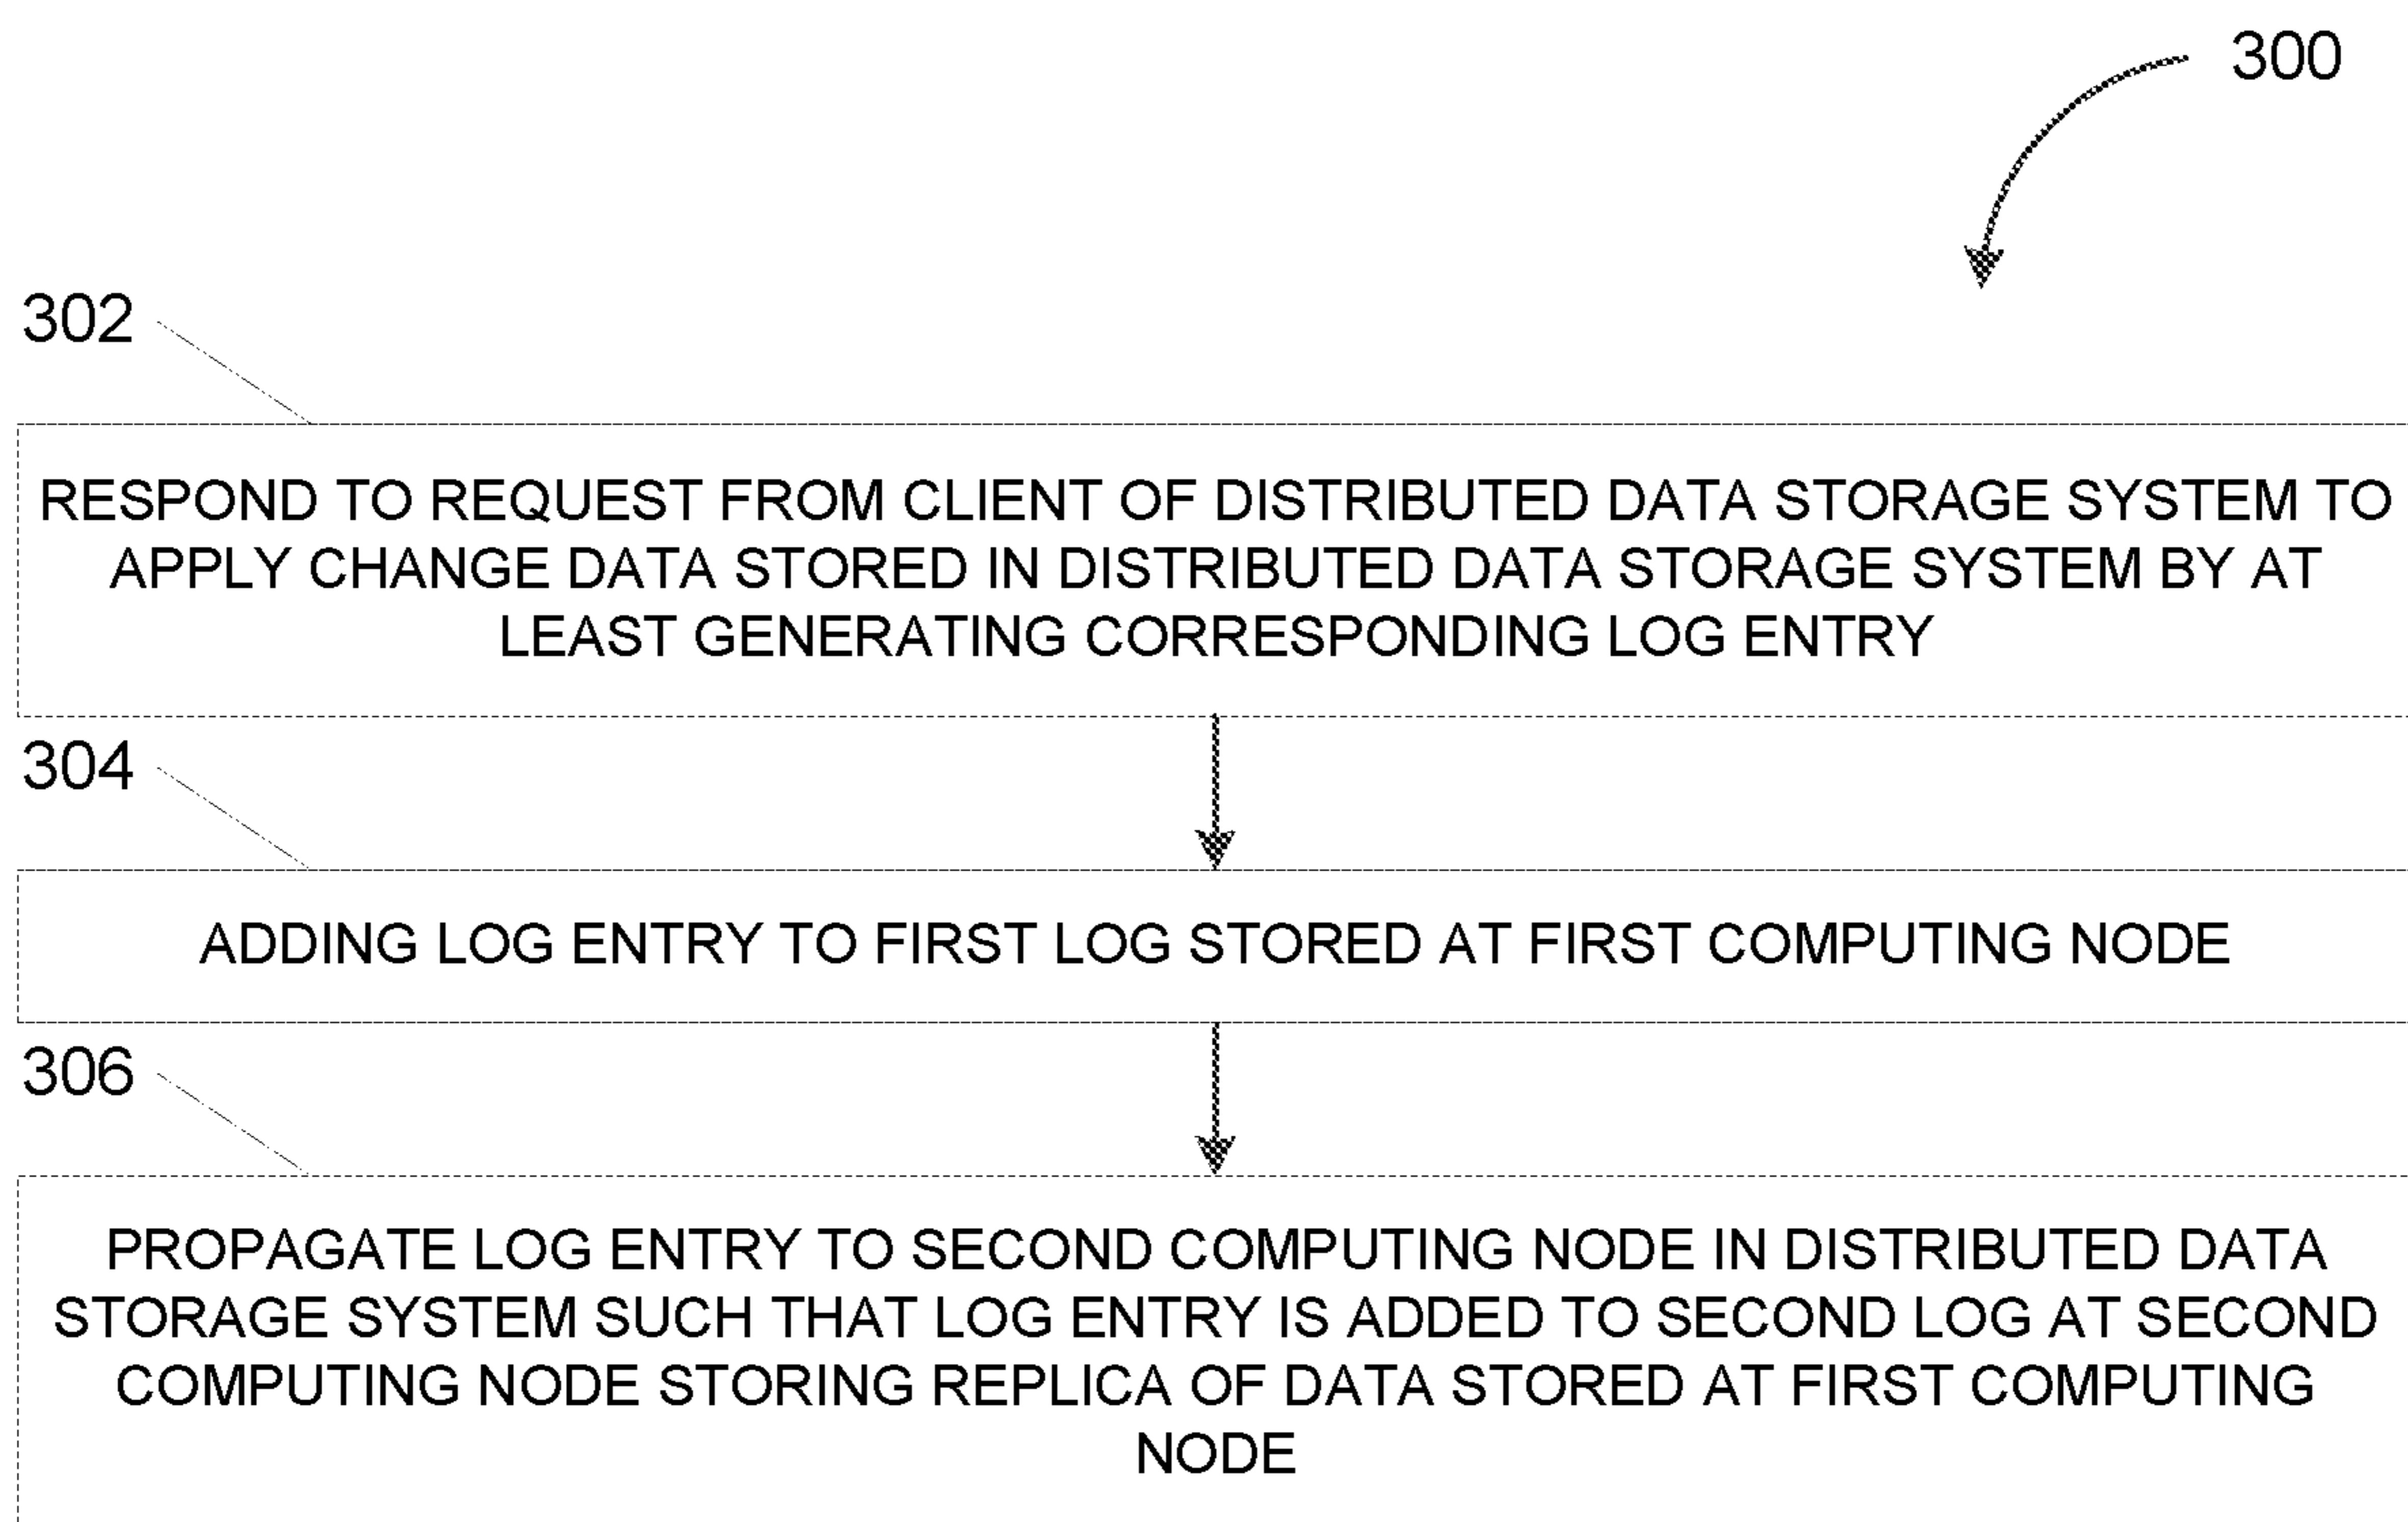 300
302
RESPOND TO REQUEST FROM CLIENT OF DISTRIBUTED DATA STORAGE SYSTEM TO
APPLY CHANGE DATA STORED IN DISTRIBUTED DATA STORAGE SYSTEM BY AT
LEAST GENERATING CORRESPONDING LOG ENTRY
304
ADDING LOG ENTRY TO FIRST LOG STORED AT FIRST COMPUTING NODE
306
PROPAGATE LOG ENTRY TO SECOND COMPUTING NODE IN DISTRIBUTED DATA
STORAGE SYSTEM SUCH THAT LOG ENTRY IS ADDED TO SECOND LOG AT SECOND
COMPUTING NODE STORING REPLICA OF DATA STORED AT FIRST COMPUTING
NODE